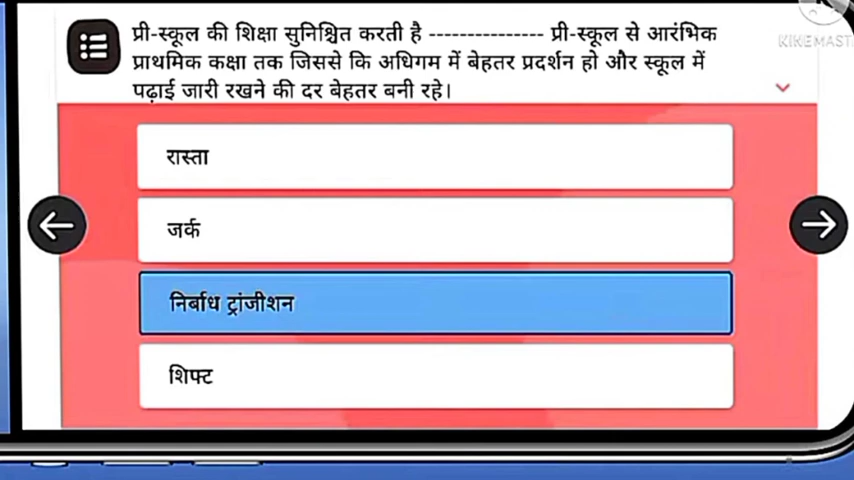 प्री-स्कूल की शिक्षा सुनिश्चित करती है --------------- प्री-स्कूल से आरंभिक
प्राथमिक कक्षा तक जिससे कि अधिगम में बेहतर प्रदर्शन हो और स्कूल में
पढ़ाई जारी रखने की दर बेहतर बनी रहे।
रास्ता
जर्क
निर्बाध ट्रांजीशन
शिफ्ट